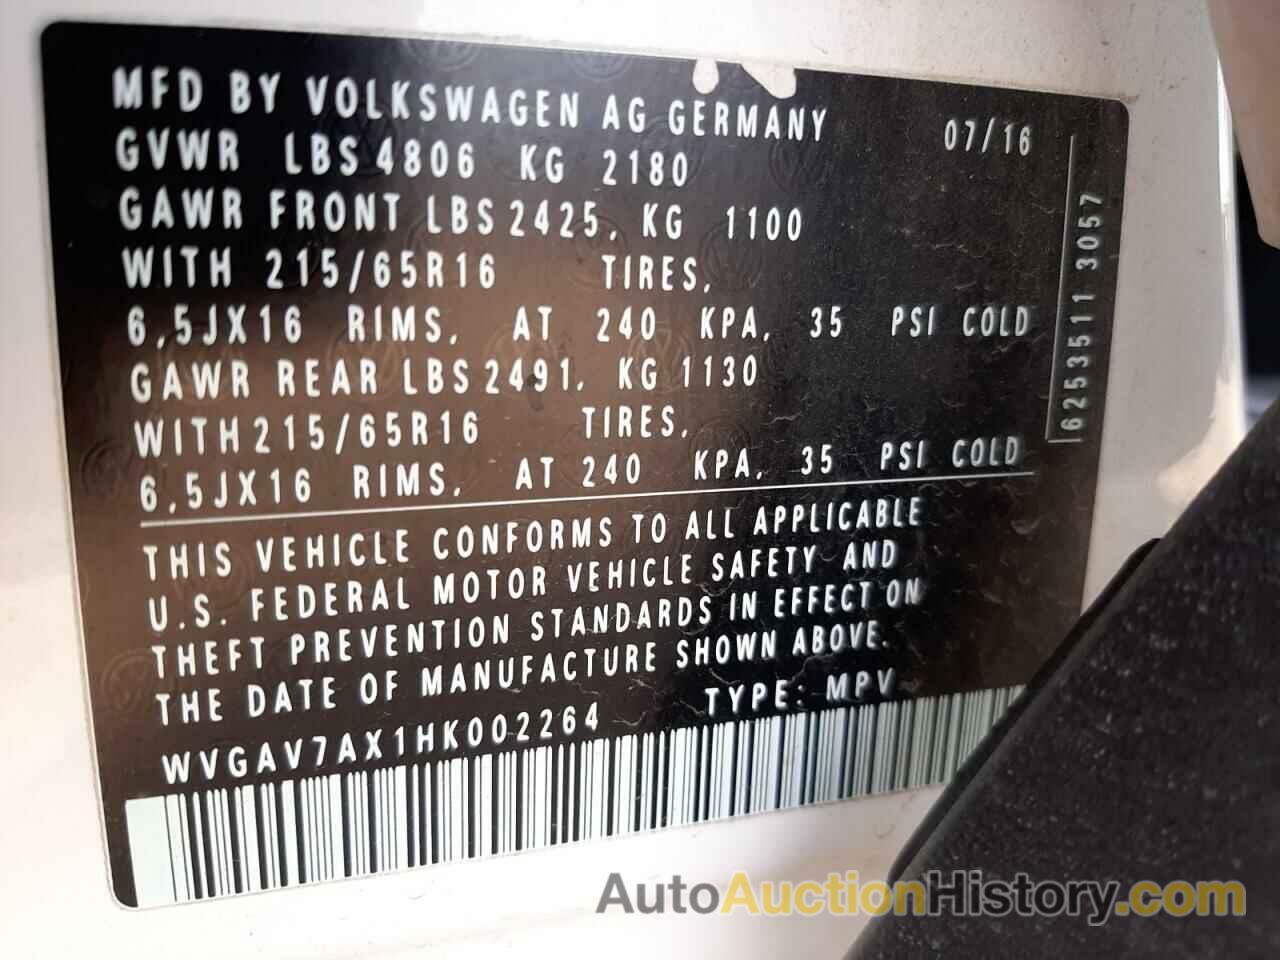 MFD BY VOLKSWAGEN AG GERMANY 07/16
GVWR LBS 4806 KG 2180
GAWR FRONT LBS 2425, KG 1100
WITH 215/65R16 TIRES,
6,5JX16 RIMS, AT 240 KPA, 35 PSI COLD
GAWR REAR LBS 2491, KG 1130
WITH 215/65R16 TIRES,
6,5JX16 RIMS, AT 240 KPA, 35 PSI COLD
THIS VEHICLE CONFORMS TO ALL APPLICABLE
U.S. FEDERAL MOTOR VEHICLE SAFETY AND
THEFT PREVENTION STANDARDS IN EFFECT ON
THE DATE OF MANUFACTURE SHOWN ABOVE.
WVGAV7AX1HK002264 TYPE: MPV
6253511 3057
AutoAuctionHistory.com